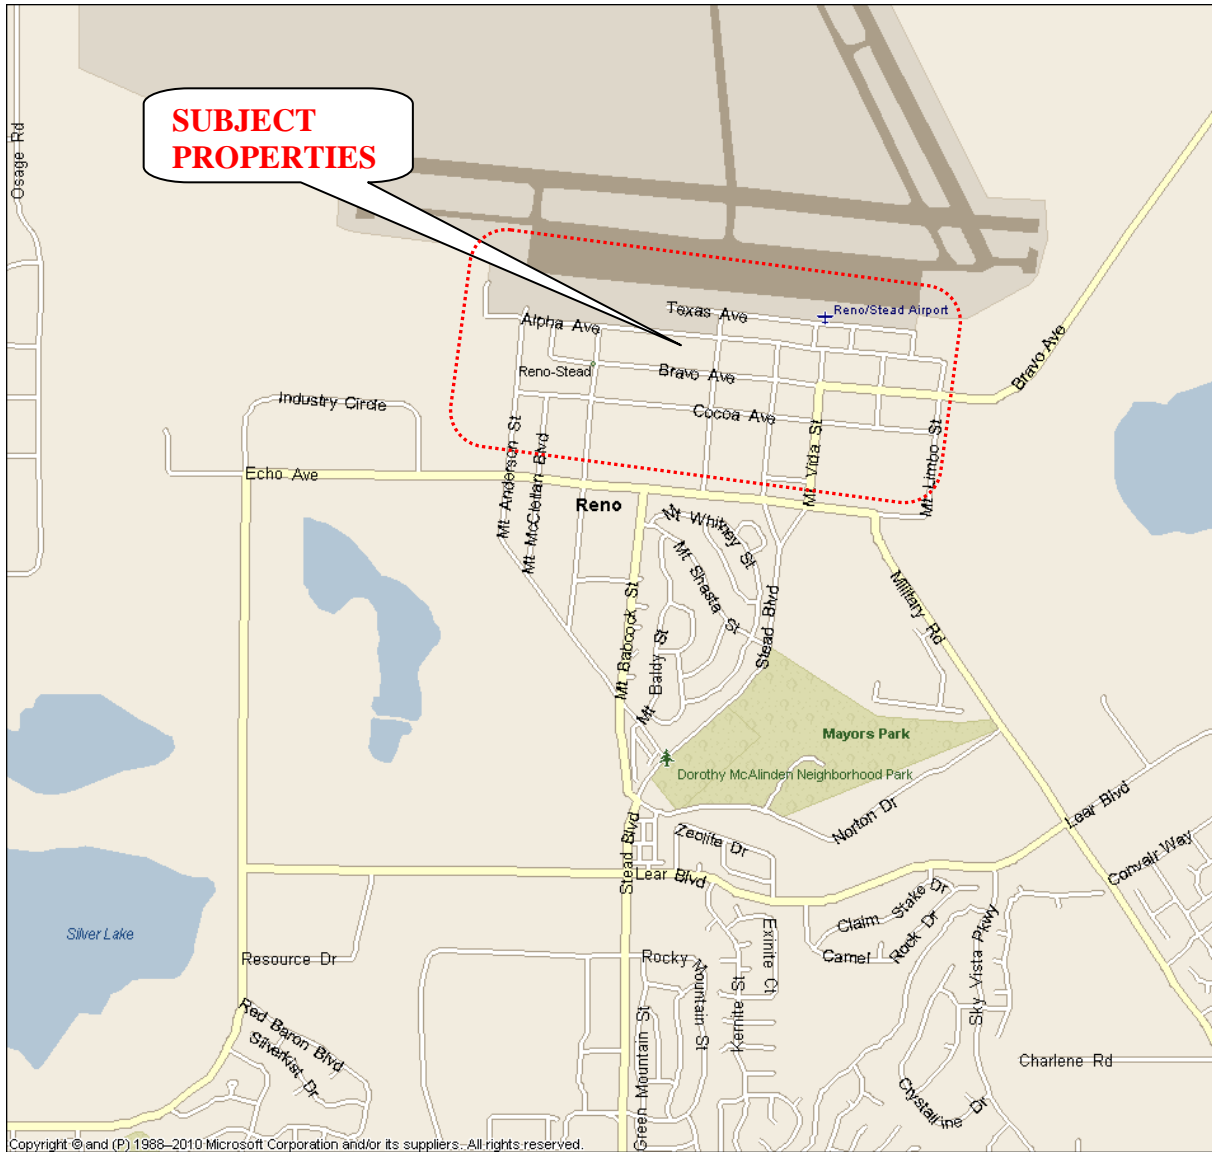 SUBJECT
PROPERTIES
Osage Rd
Texas Ave
Reno/Stead Airport
Alpha Ave
Bravo Ave
Reno-Stead
Bravo Ave
Industry Circle
Cocoa Ave
Mt Anderson St
Mt McClellan Blvd
Mt Vida St
Mt Limbo St
Echo Ave
Reno
Mt Whitney St
Mt Shasta St
Military Rd
Stead Blvd
Mt Babcock St
Mt Baldy St
Mayors Park
Dorothy McAlinden Neighborhood Park
Norton Dr
Lear Blvd
Zeolite Dr
Stead Blvd
Lear Blvd
Convair Way
Claim Stake Dr
Silver Lake
Resource Dr
Rocky Mountain St
Exinite Ct
Camel Rock Dr
Sky Vista Pkwy
Kernite St
Red Baron Blvd
Silverkist Dr
Green Mountain St
Charlene Rd
Crystalline Dr
Copyright © and (P) 1988–2010 Microsoft Corporation and/or its suppliers. All rights reserved.